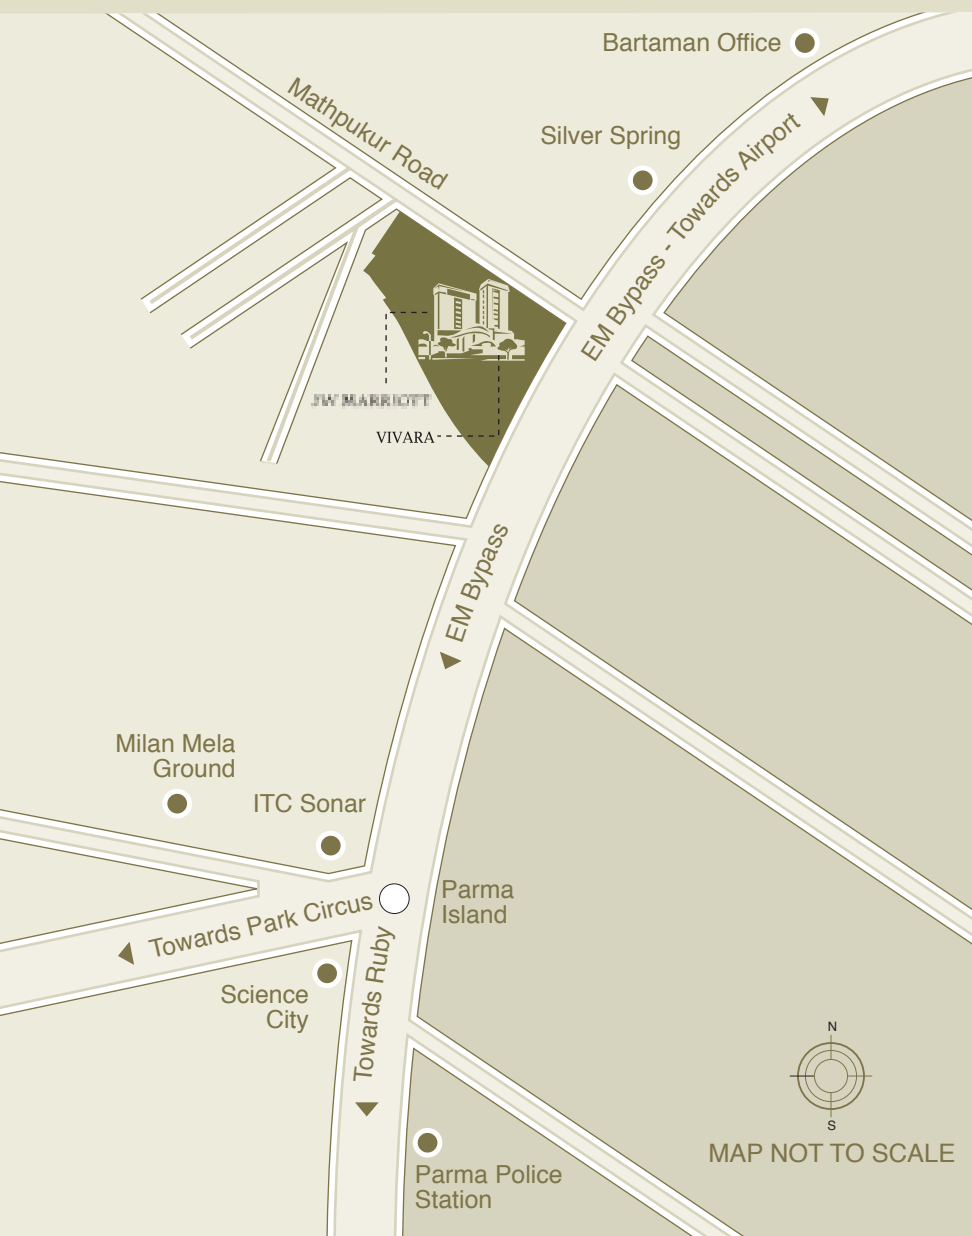 Bartaman Office
Mathpukur Road
Silver Spring
EM Bypass - Towards Airport
JW MARRIOTT
VIVARA
EM Bypass
Milan Mela
Ground
ITC Sonar
Parma
Island
Towards Park Circus
Towards Ruby
Science
City
N
S
MAP NOT TO SCALE
Parma Police
Station